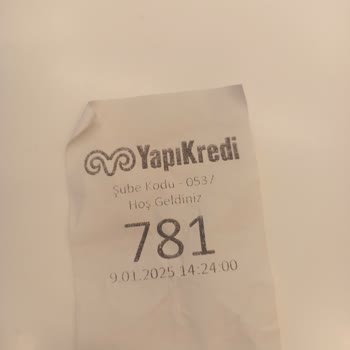 YapıKredi
Şube Kodu - 0537
Hoş Geldiniz
781
9.01.2025 14:24:00